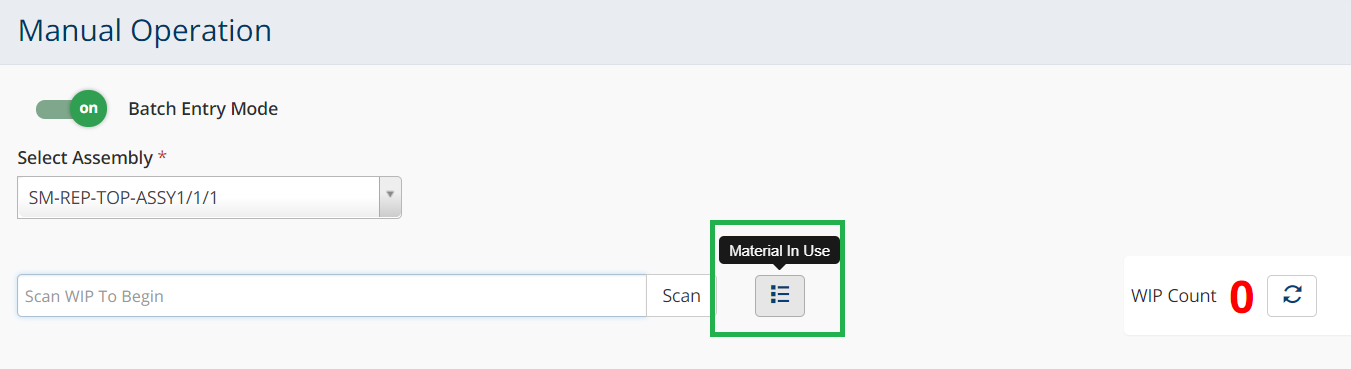 Manual Operation
on
Batch Entry Mode
Select Assembly *
SM-REP-TOP-ASSY1/1/1
Material In Use
Scan WIP To Begin
Scan
WIP Count 0